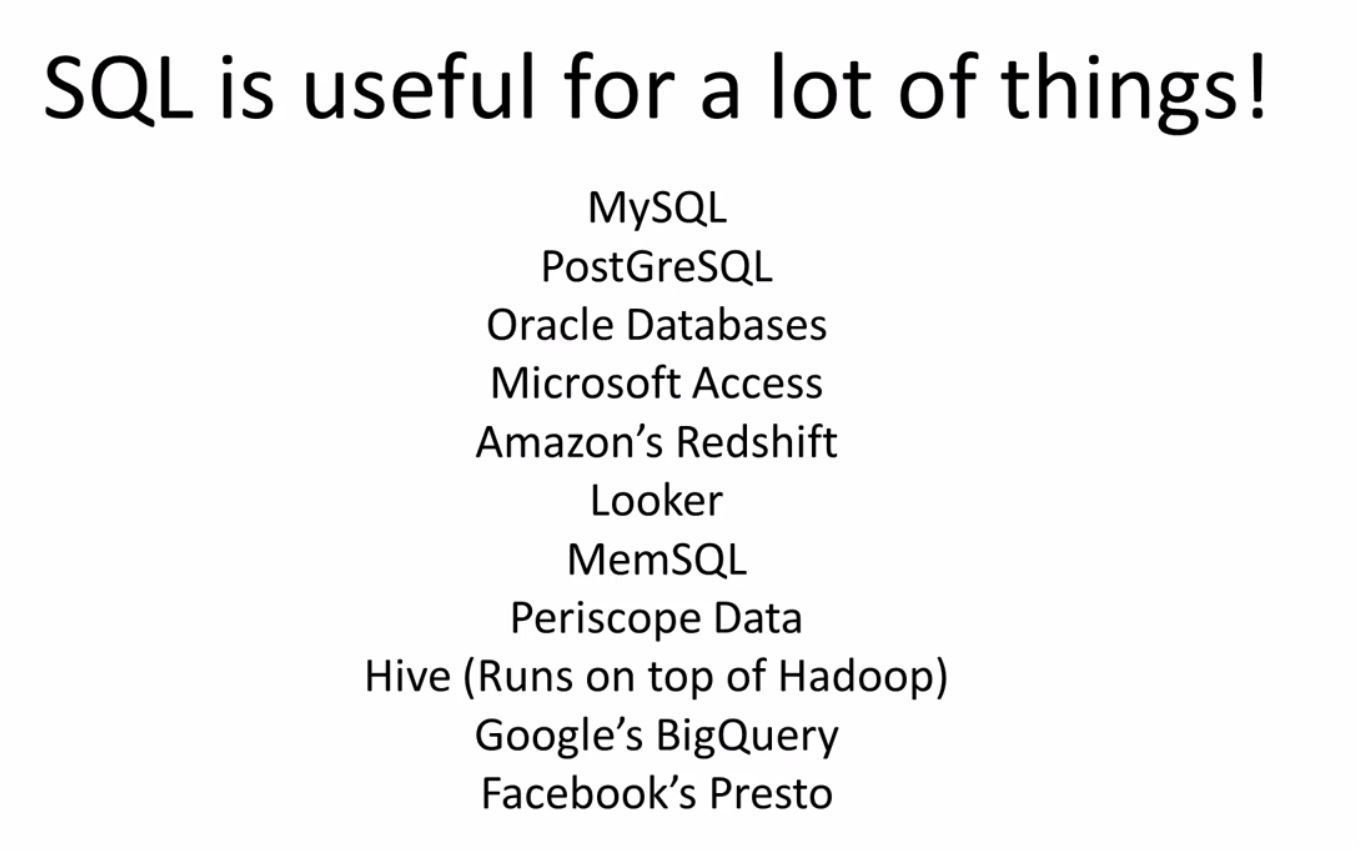 SQL is useful for a lot of things!
MySQL
PostGreSQL
Oracle Databases
Microsoft Access
Amazon’s Redshift
Looker
MemSQL
Periscope Data
Hive (Runs on top of Hadoop)
Google’s BigQuery
Facebook’s Presto